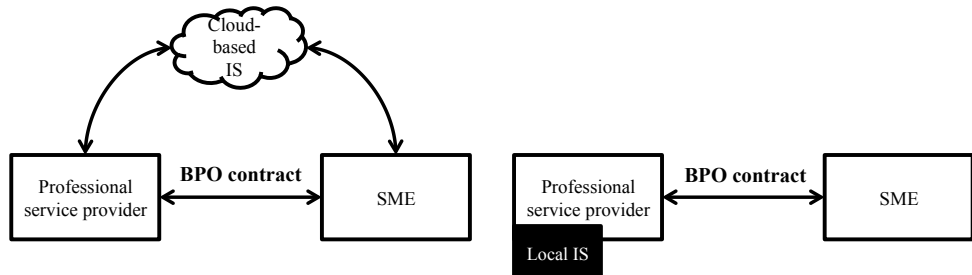 Cloud-
based
IS
Professional
service provider
BPO contract
SME
Professional
service provider
BPO contract
SME
Local IS